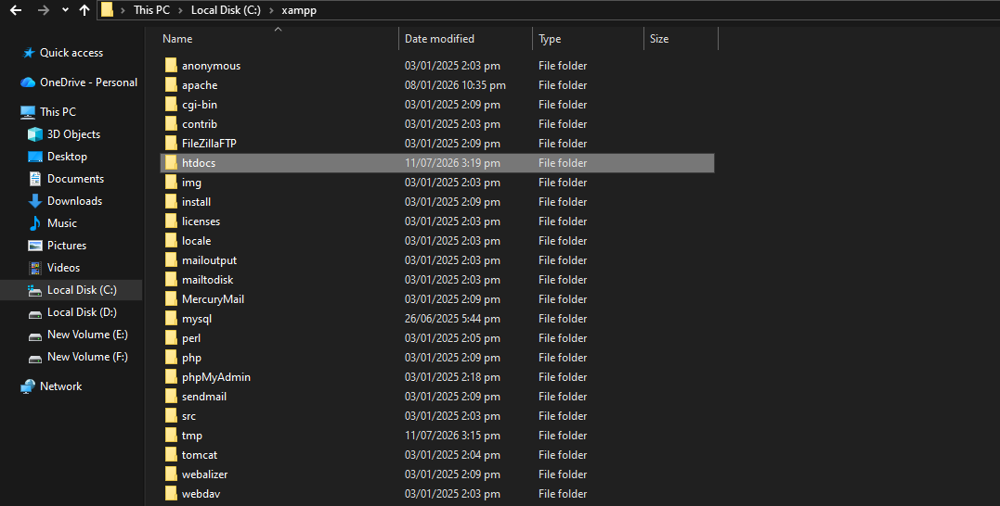 This PC > Local Disk (C:) > xampp
Quick access
OneDrive - Personal
This PC
3D Objects
Desktop
Documents
Downloads
Music
Pictures
Videos
Local Disk (C:)
Local Disk (D:)
New Volume (E:)
New Volume (F:)
Network
Name Date modified Type Size
anonymous 03/01/2025 2:03 pm File folder
apache 08/01/2026 10:35 pm File folder
cgi-bin 03/01/2025 2:09 pm File folder
contrib 03/01/2025 2:03 pm File folder
FileZillaFTP 03/01/2025 2:09 pm File folder
htdocs 11/07/2026 3:19 pm File folder
img 03/01/2025 2:03 pm File folder
install 03/01/2025 2:09 pm File folder
licenses 03/01/2025 2:03 pm File folder
locale 03/01/2025 2:03 pm File folder
mailoutput 03/01/2025 2:03 pm File folder
mailtodisk 03/01/2025 2:03 pm File folder
MercuryMail 03/01/2025 2:09 pm File folder
mysql 26/06/2025 5:44 pm File folder
perl 03/01/2025 2:05 pm File folder
php 03/01/2025 2:09 pm File folder
phpMyAdmin 03/01/2025 2:18 pm File folder
sendmail 03/01/2025 2:09 pm File folder
src 03/01/2025 2:03 pm File folder
tmp 11/07/2026 3:15 pm File folder
tomcat 03/01/2025 2:04 pm File folder
webalizer 03/01/2025 2:09 pm File folder
webdav 03/01/2025 2:03 pm File folder